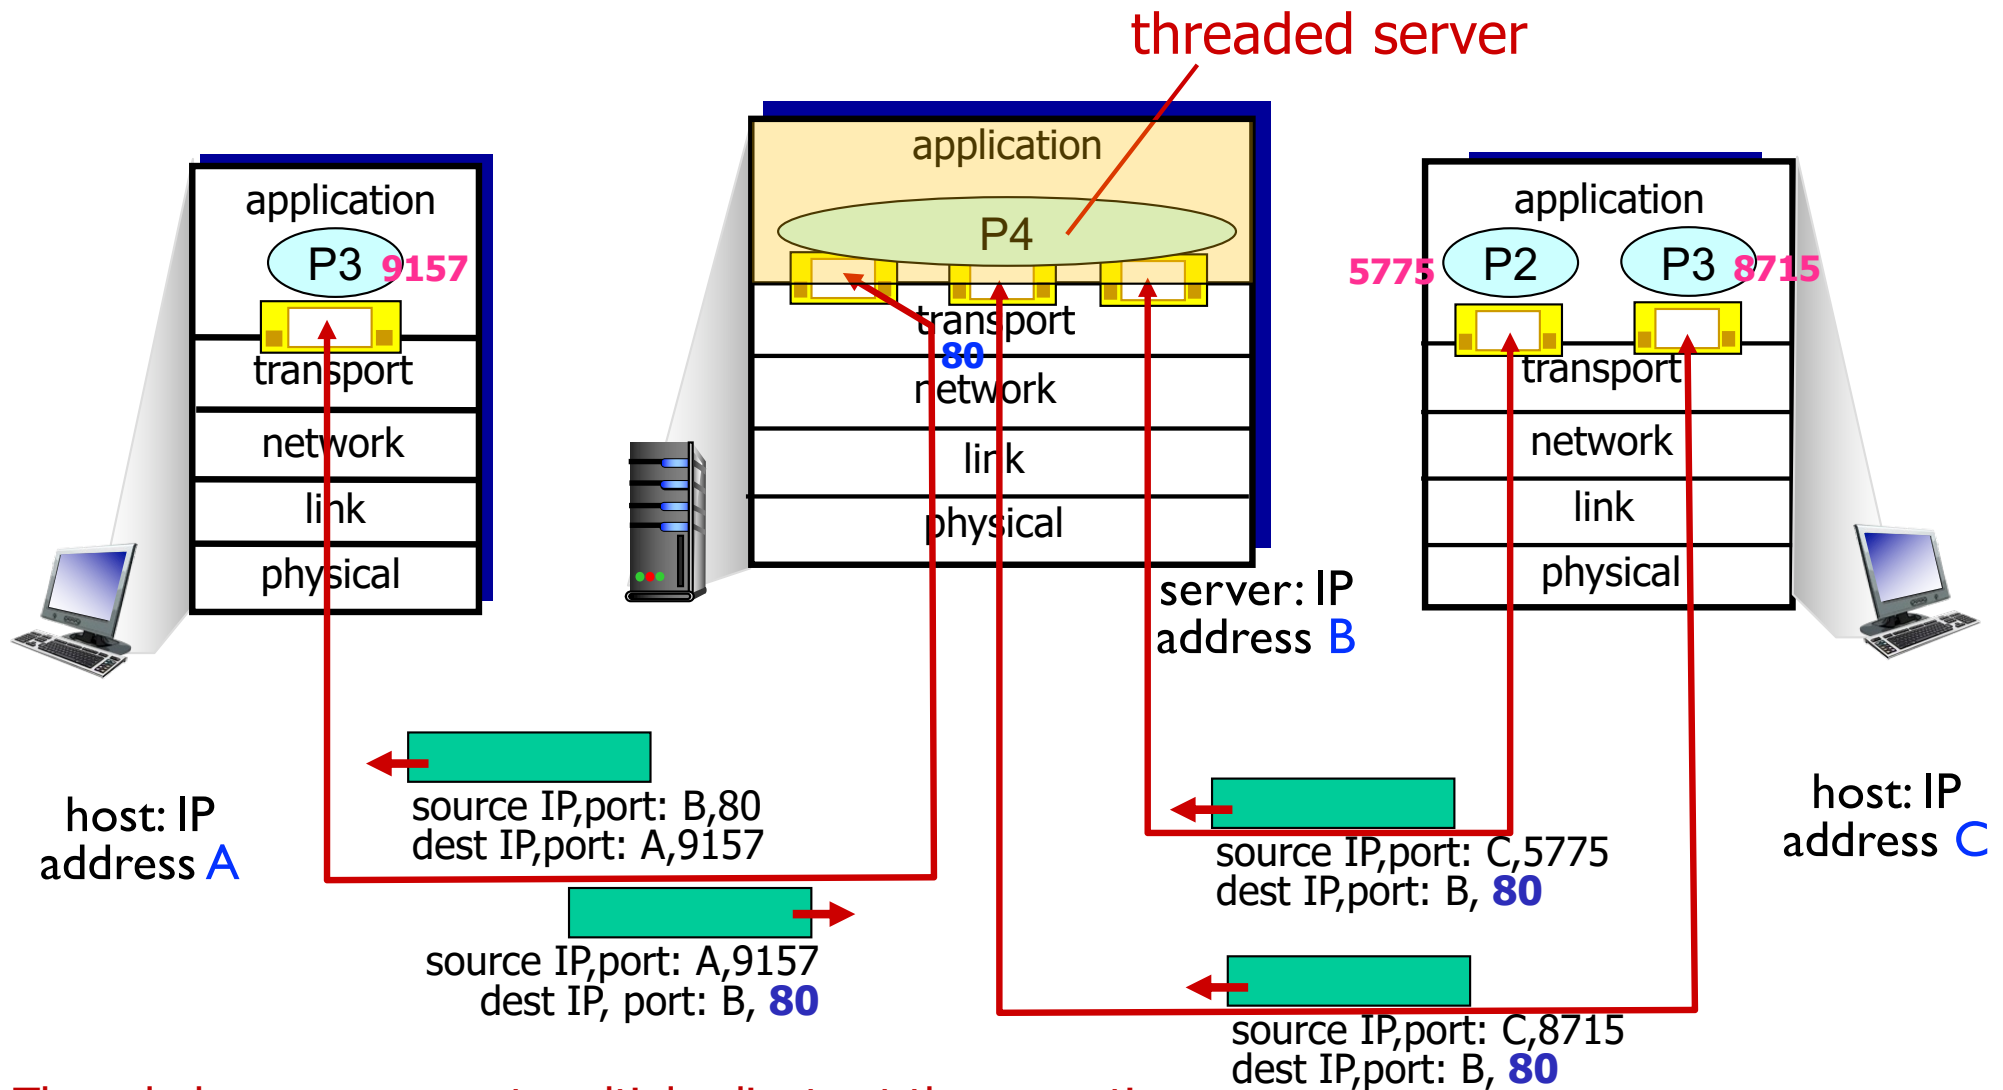 threaded server
application
P3
9157
transport
network
link
physical
application
P4
transport
80
network
link
physical
application
5775
P2
P3
8715
transport
network
link
physical
server: IP
address B
host: IP
address A
source IP,port: B,80
dest IP,port: A,9157
source IP,port: A,9157
dest IP, port: B, 80
source IP,port: C,5775
dest IP,port: B, 80
source IP,port: C,8715
dest IP,port: B, 80
host: IP
address C